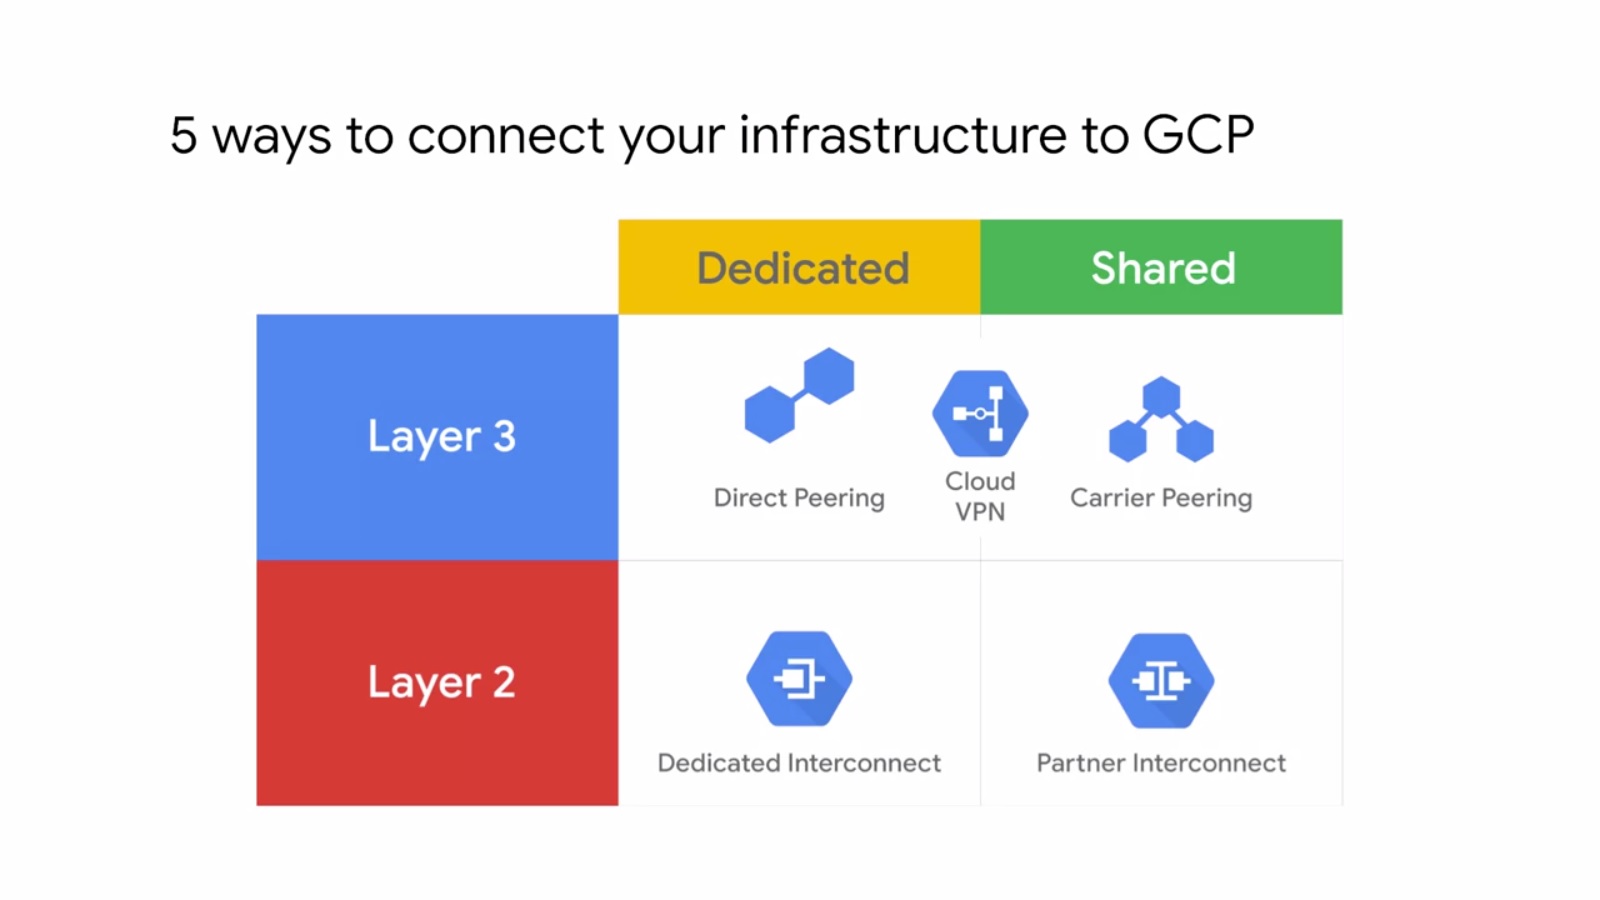 5 ways to connect your infrastructure to GCP
Dedicated
Shared
Layer 3
Direct Peering
Cloud
VPN
Carrier Peering
Layer 2
Dedicated Interconnect
Partner Interconnect